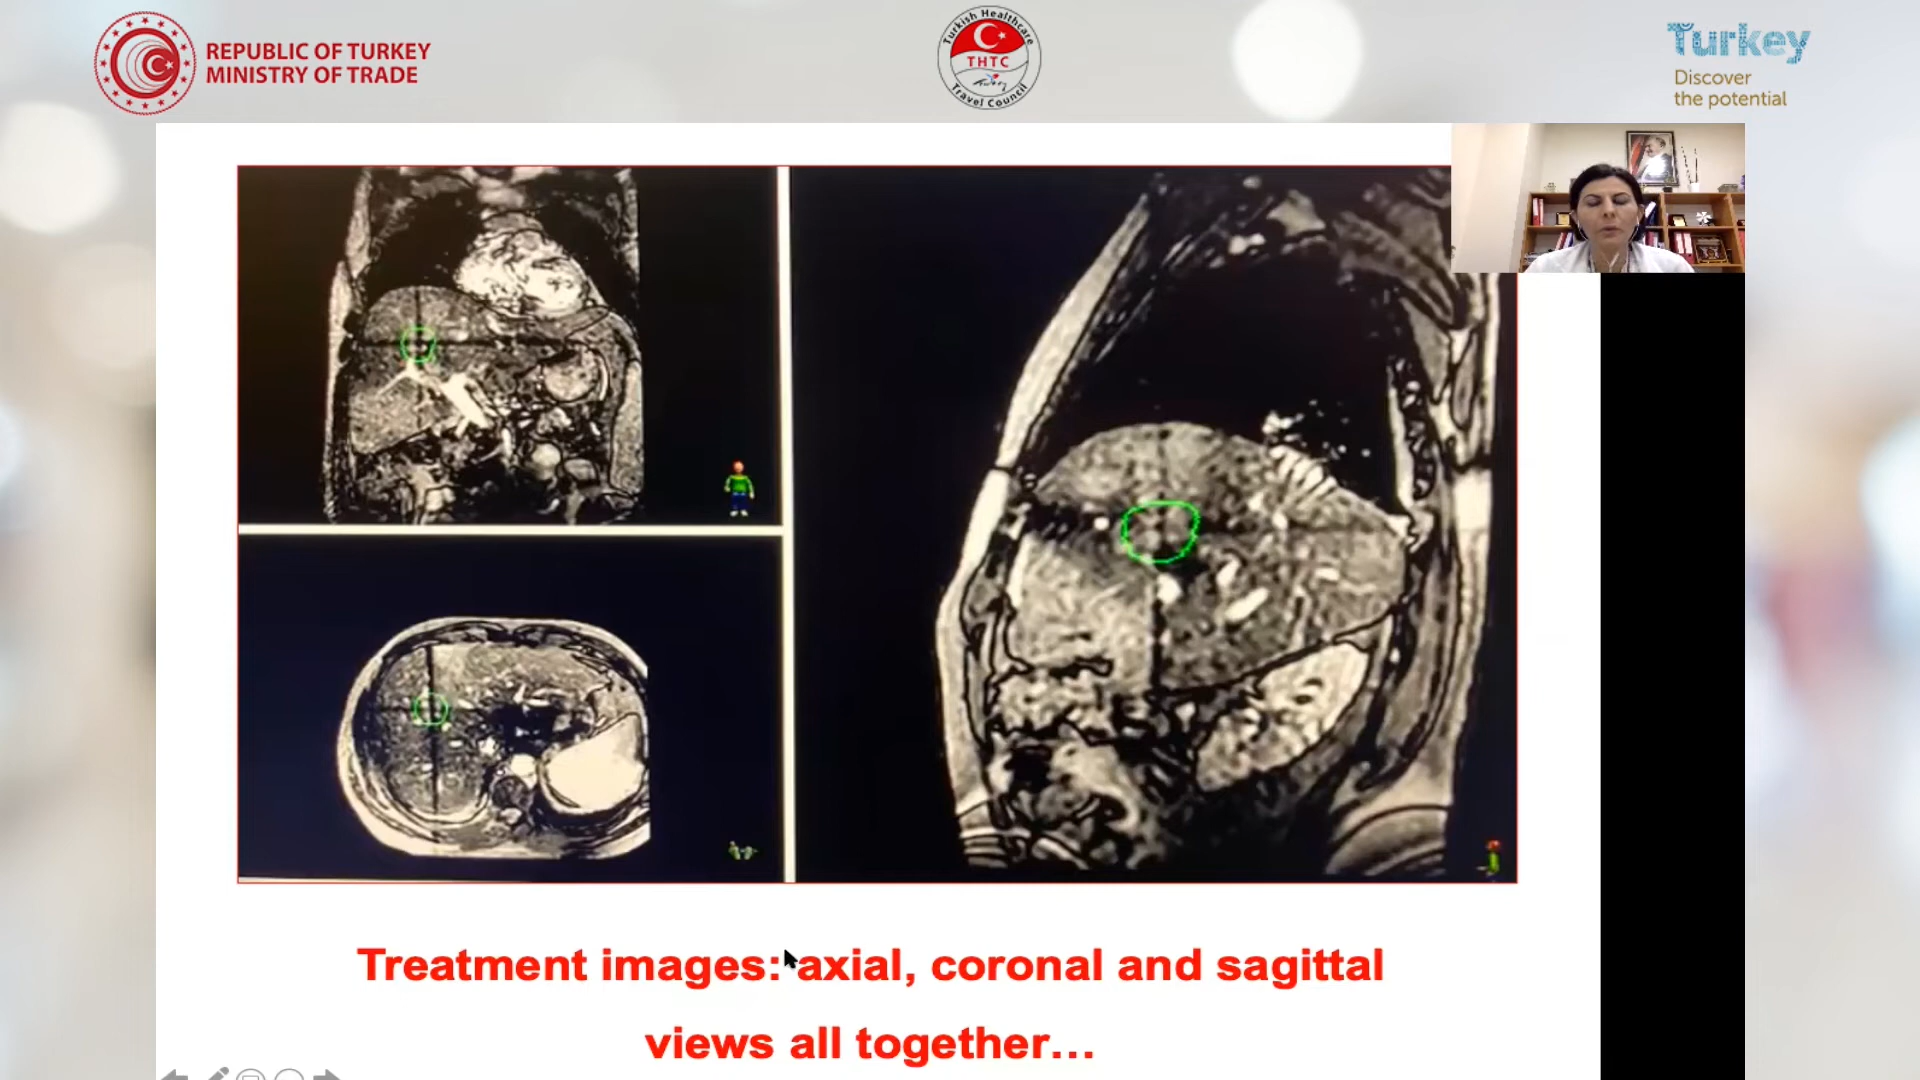 REPUBLIC OF TURKEY
MINISTRY OF TRADE
Turkish Healthcare
THTC
Travel Council
Turkey
Discover
the potential
Treatment images: axial, coronal and sagittal
views all together...